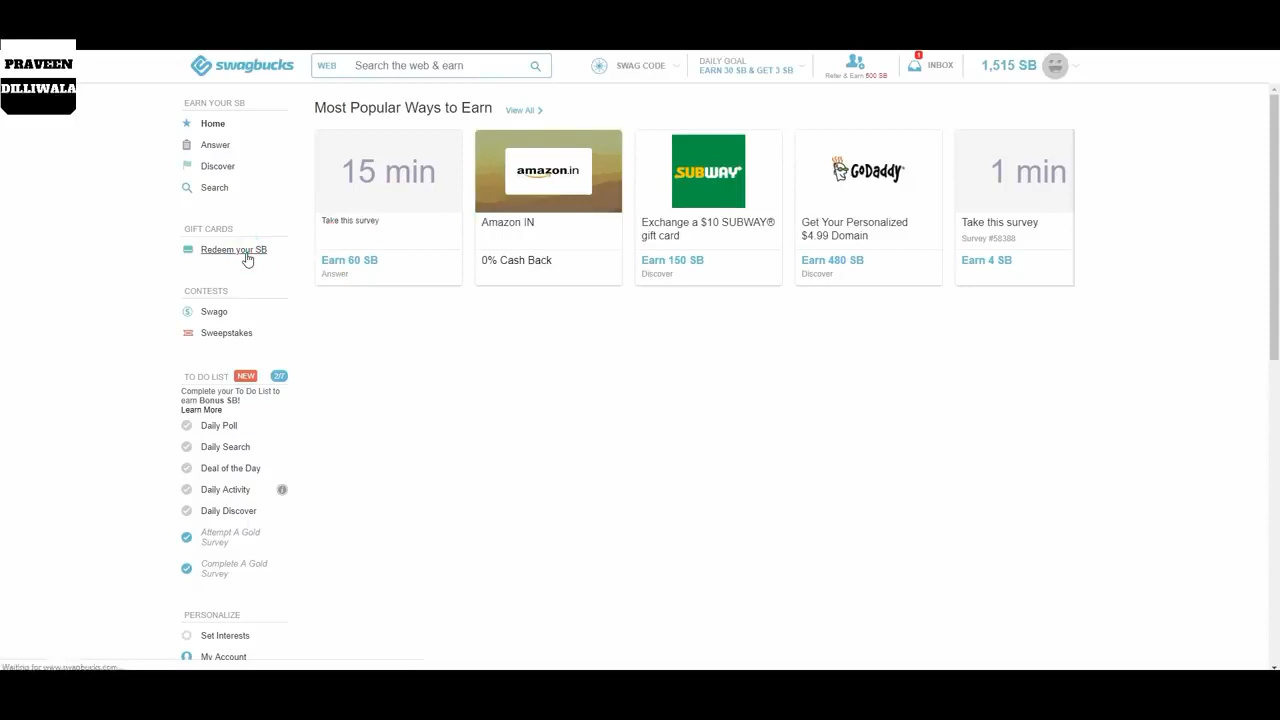 PRAVEEN
DILLIWALA
swagbucks
WEB Search the web & earn
SWAG CODE
DAILY GOAL
EARN 30 SB & GET 3 SB
Refer & Earn 500 SB
1
INBOX
1,515 SB
EARN YOUR SB
Home
Answer
Discover
Search
GIFT CARDS
Redeem your SB
CONTESTS
Swago
Sweepstakes
TO DO LIST NEW 2/7
Complete your To Do List to
earn Bonus SB!
Learn More
Daily Poll
Daily Search
Deal of the Day
Daily Activity
Daily Discover
Attempt A Gold
Survey
Complete A Gold
Survey
PERSONALIZE
Set Interests
My Account
Most Popular Ways to Earn View All >
15 min
Take this survey
Earn 60 SB
Answer
amazon.in
Amazon IN
0% Cash Back
SUBWAY
Exchange a $10 SUBWAY®
gift card
Earn 150 SB
Discover
GoDaddy
Get Your Personalized
$4.99 Domain
Earn 480 SB
Discover
1 min
Take this survey
Survey #58388
Earn 4 SB
Waiting for www.swagbucks.com...